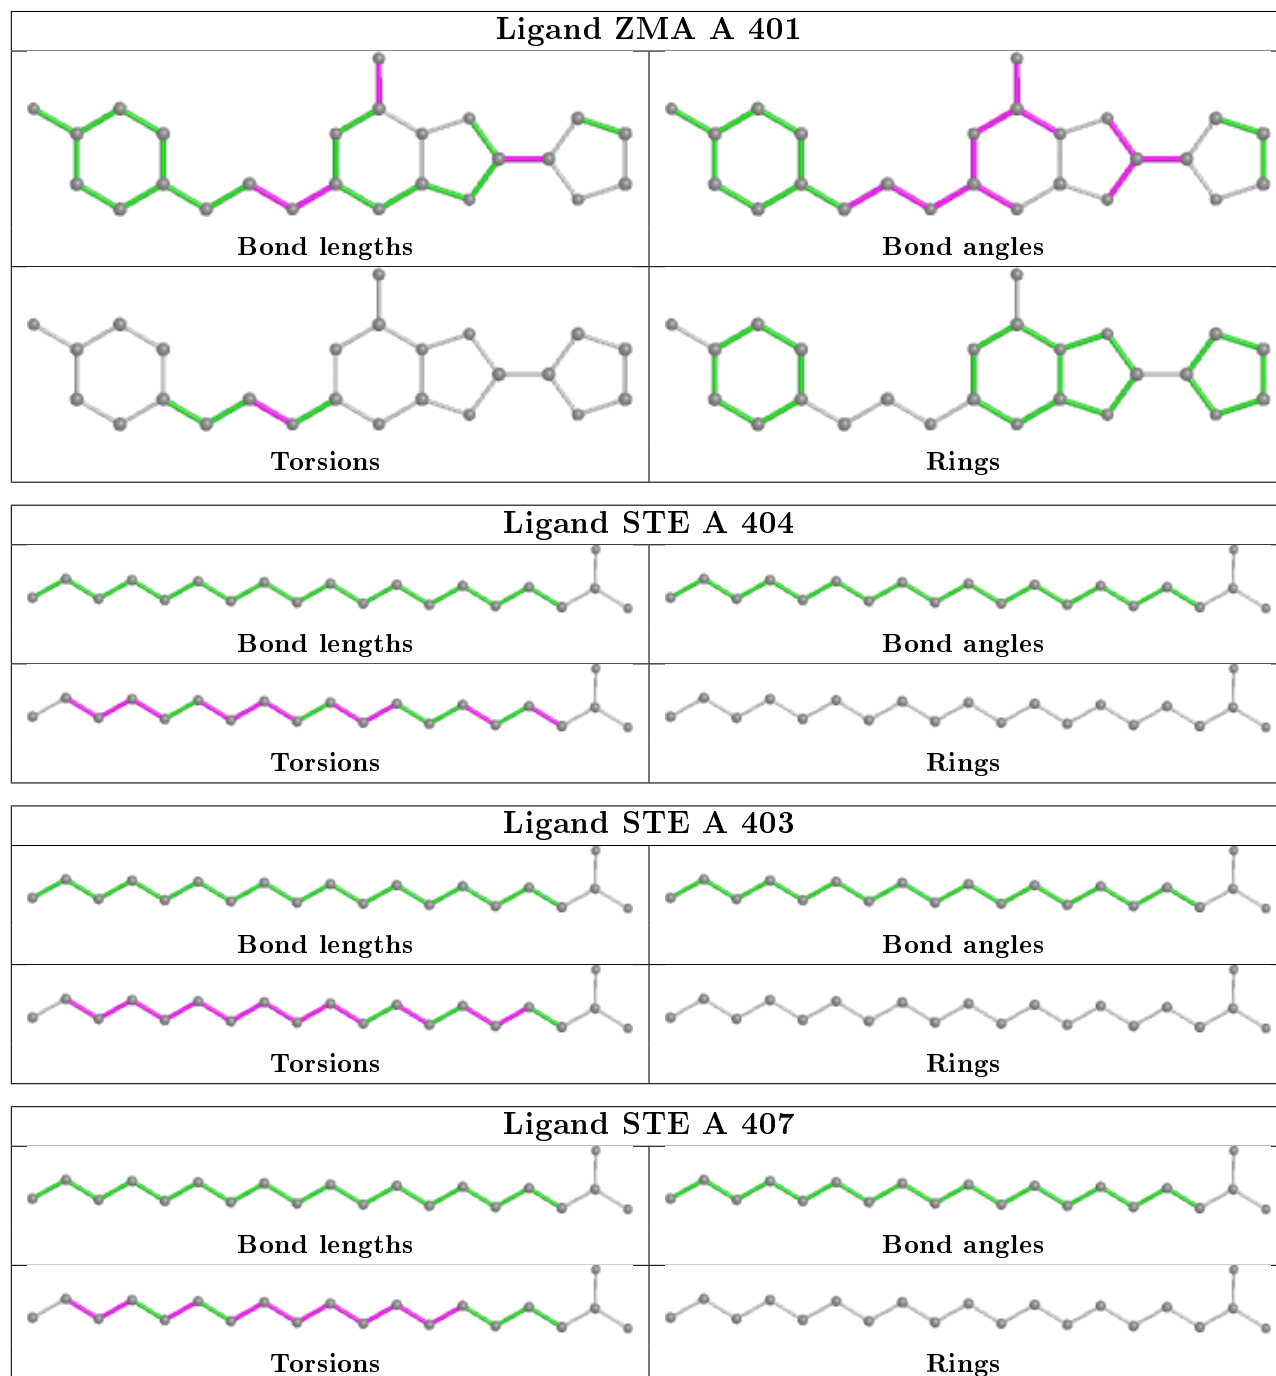 Ligand ZMA A 401
Bond lengths
Bond angles
Torsions
Rings
Ligand STE A 404
Bond lengths
Bond angles
Torsions
Rings
Ligand STE A 403
Bond lengths
Bond angles
Torsions
Rings
Ligand STE A 407
Bond lengths
Bond angles
Torsions
Rings